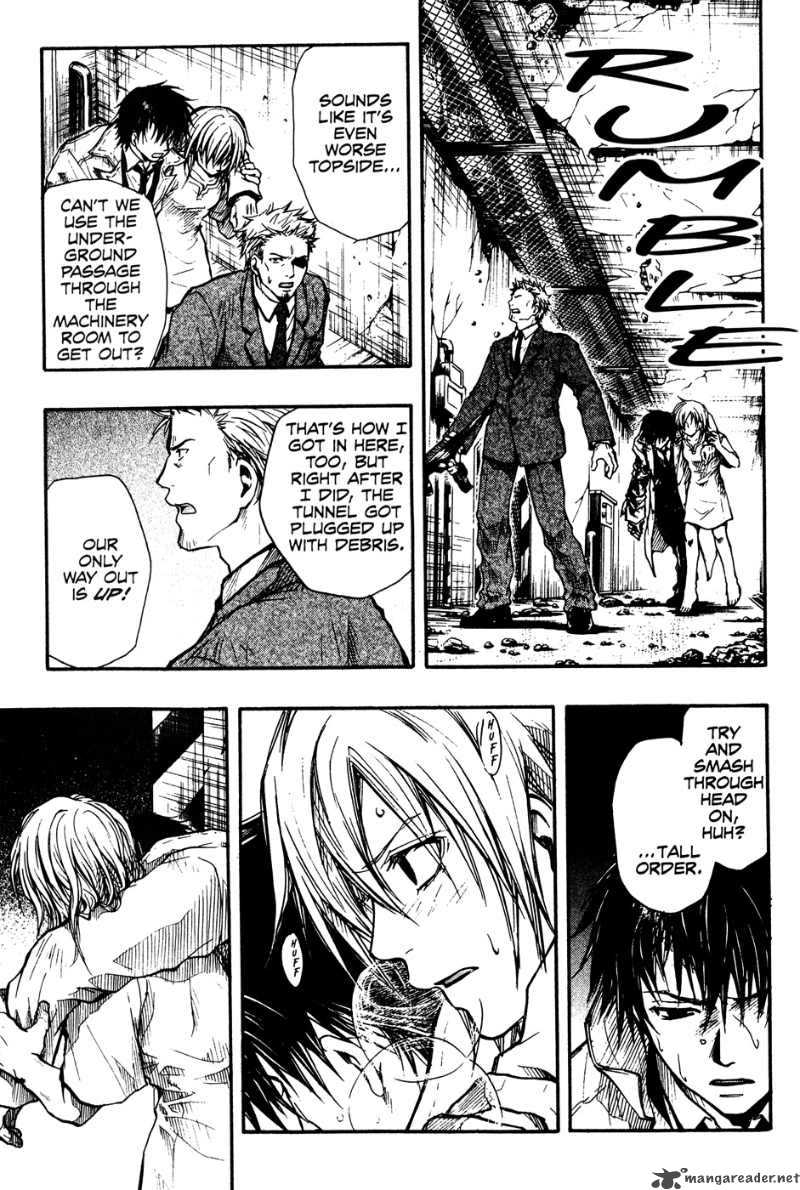 RUMBLE
SOUNDS
LIKE IT'S
EVEN
WORSE
TOPSIDE...
CAN'T WE
USE THE
UNDER-
GROUND
PASSAGE
THROUGH
THE
MACHINERY
ROOM TO
GET OUT?
THAT'S HOW I
GOT IN HERE,
TOO, BUT
RIGHT AFTER
I DID, THE
TUNNEL GOT
PLUGGED UP
WITH DEBRIS.
OUR
ONLY
WAY OUT
IS UP!
TRY
AND
SMASH
THROUGH
HEAD
ON,
HUH?
...TALL
ORDER.
HUFF
HUFF
mangareader.net